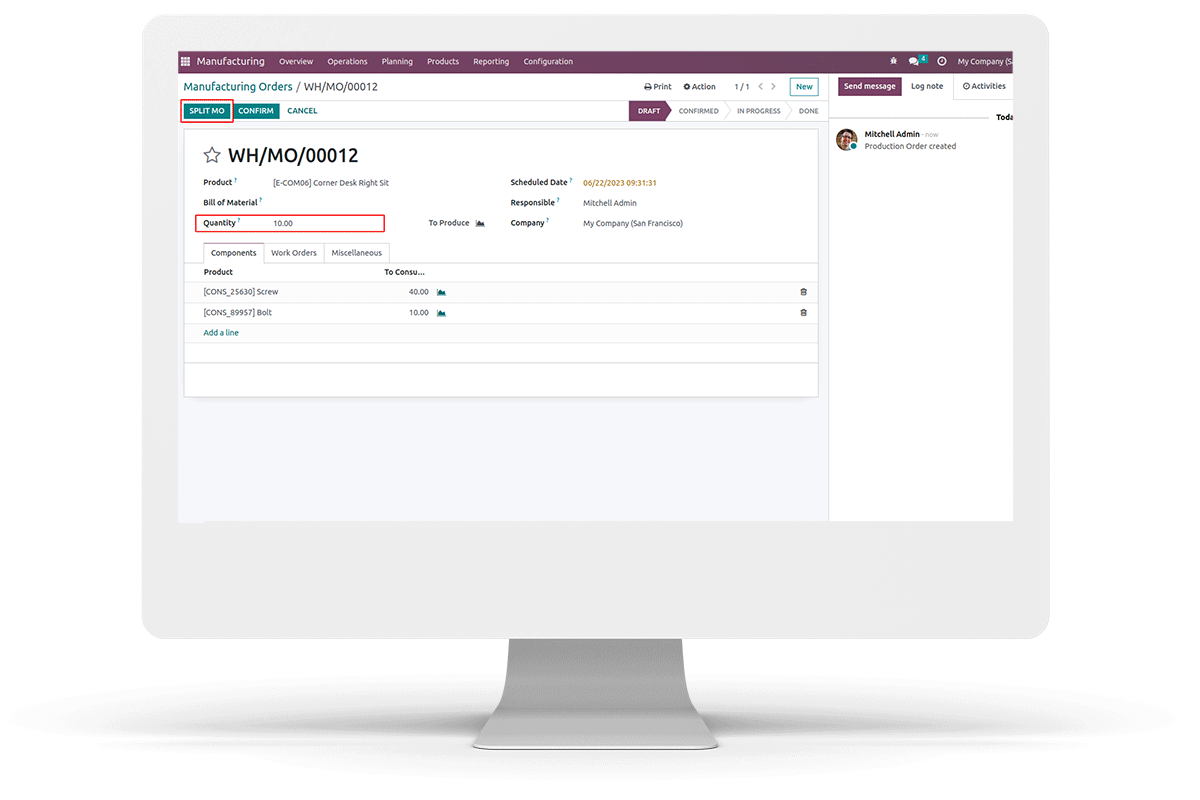 Manufacturing Overview Operations Planning Products Reporting Configuration 4 My Company (S
Manufacturing Orders / WH/MO/00012 Print Action 1 / 1 New Send message Log note Activities
SPLIT MO CONFIRM CANCEL DRAFT CONFIRMED IN PROGRESS DONE
Toda
Mitchell Admin - now
Production Order created
WH/MO/00012
Product ? [E-COM06] Corner Desk Right Sit Scheduled Date ? 06/22/2023 09:31:31
Bill of Material ? Responsible ? Mitchell Admin
Quantity ? 10.00 To Produce Company ? My Company (San Francisco)
Components Work Orders Miscellaneous
Product To Consu...
[CONS_25630] Screw 40.00
[CONS_89957] Bolt 10.00
Add a line